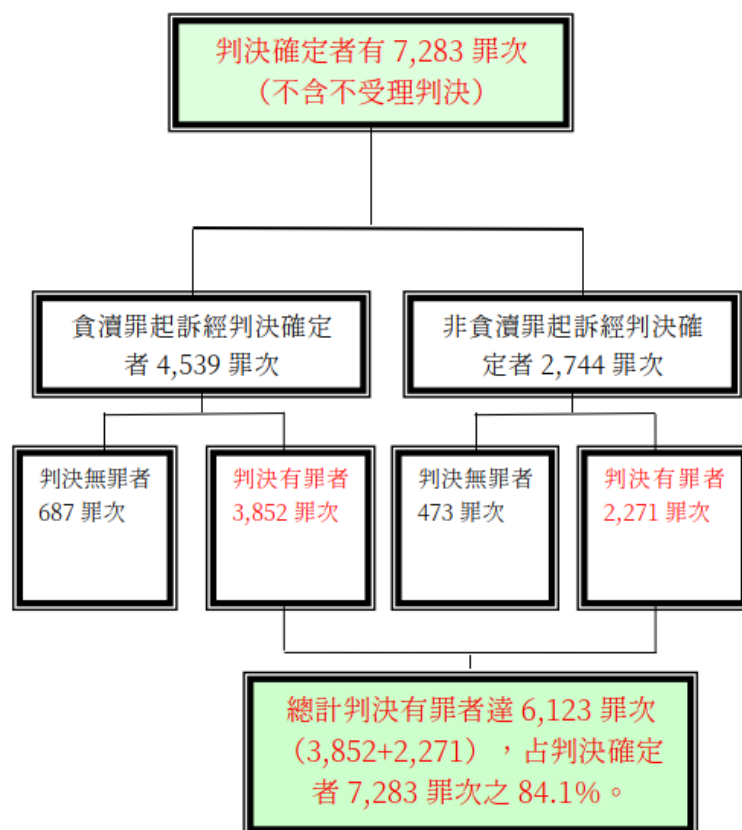 判決確定者有 7,283 罪次
（不含不受理判決）
貪瀆罪起訴經判決確定
者 4,539 罪次
非貪瀆罪起訴經判決確
定者 2,744 罪次
判決無罪者
687 罪次
判決有罪者
3,852 罪次
判決無罪者
473 罪次
判決有罪者
2,271 罪次
總計判決有罪者達 6,123 罪次
（3,852+2,271），占判決確定
者 7,283 罪次之 84.1%。